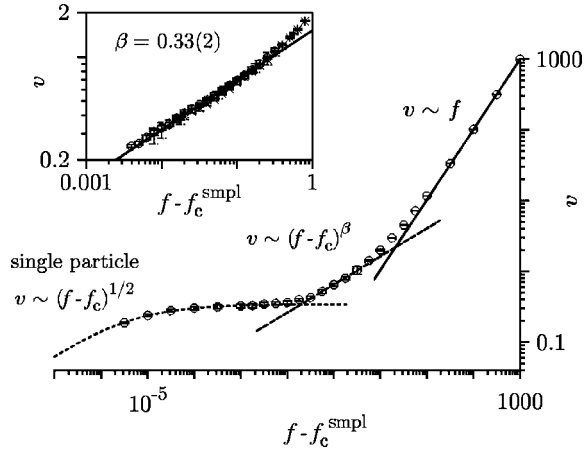 2
β = 0.33(2)
v
0.2
0.001
1
f - f_c^smpl
1000
v ~ f
v
v ~ (f-f_c)^β
single particle
v ~ (f-f_c)^1/2
0.1
10^-5
1000
f - f_c^smpl